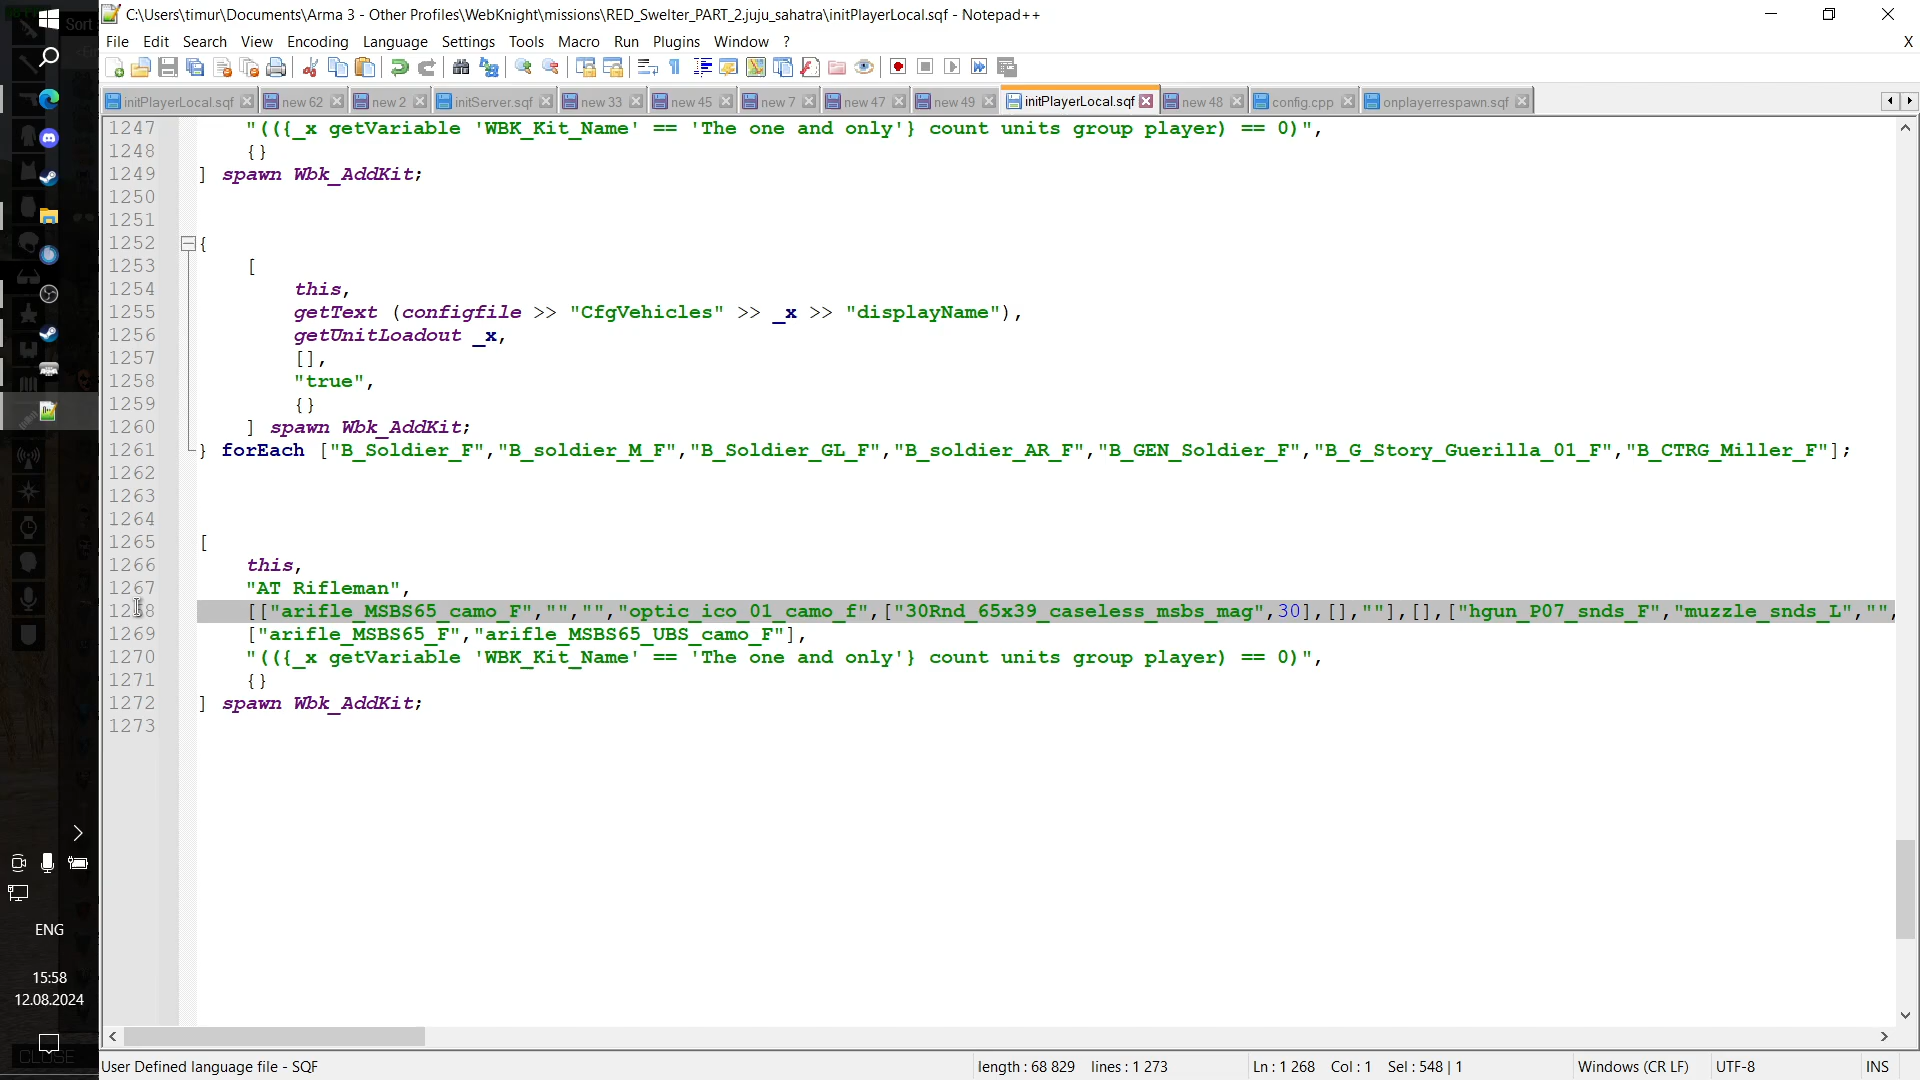 C:\Users\timur\Documents\Arma 3 - Other Profiles\WebKnight\missions\RED_Swelter_PART_2.juju_sahatra\initPlayerLocal.sqf - Notepad++
File Edit Search View Encoding Language Settings Tools Macro Run Plugins Window ? X
initPlayerLocal.sqf new 62 new 2 initServer.sqf new 33 new 45 new 7 new 47 new 49 initPlayerLocal.sqf new 48 config.cpp onplayerrespawn.sqf
1247 "(({_x getVariable 'WBK_Kit_Name' == 'The one and only'} count units group player) == 0)",
1248 {}
1249 ] spawn Wbk_AddKit;
1250
1251
1252 {
1253 [
1254 this,
1255 getText (configfile >> "CfgVehicles" >> _x >> "displayName"),
1256 getUnitLoadout _x,
1257 [],
1258 "true",
1259 {}
1260 ] spawn Wbk_AddKit;
1261 } forEach ["B_Soldier_F","B_soldier_M_F","B_Soldier_GL_F","B_soldier_AR_F","B_GEN_Soldier_F","B_G_Story_Guerilla_01_F","B_CTRG_Miller_F"];
1262
1263
1264
1265 [
1266 this,
1267 "AT Rifleman",
1268 [["arifle_MSBS65_camo_F","","","optic_ico_01_camo_f",["30Rnd_65x39_caseless_msbs_mag",30],[],""],[],["hgun_P07_snds_F","muzzle_snds_L","",
1269 ["arifle_MSBS65_F","arifle_MSBS65_UBS_camo_F"],
1270 "(({_x getVariable 'WBK_Kit_Name' == 'The one and only'} count units group player) == 0)",
1271 {}
1272 ] spawn Wbk_AddKit;
1273
ENG
15:58
12.08.2024
CLOSE
User Defined language file - SQF length : 68 829 lines : 1 273 Ln : 1 268 Col : 1 Sel : 548 | 1 Windows (CR LF) UTF-8 INS